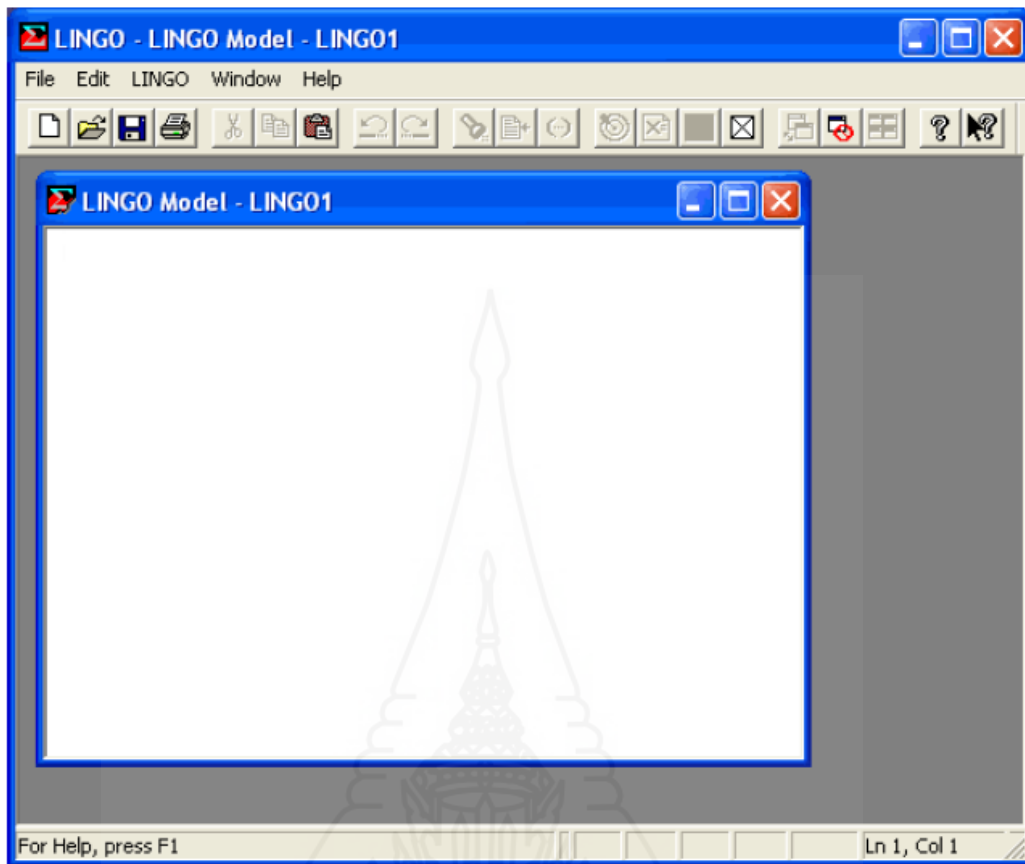 LINGO - LINGO Model - LINGO1
File Edit LINGO Window Help
LINGO Model - LINGO1
For Help, press F1
Ln 1, Col 1